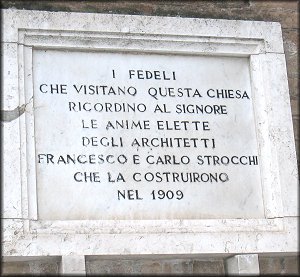 I FEDELI
CHE VISITANO QUESTA CHIESA
RICORDINO AL SIGNORE
LE ANIME ELETTE
DEGLI ARCHITETTI
FRANCESCO E CARLO STROCCHI
CHE LA COSTRUIRONO
NEL 1909